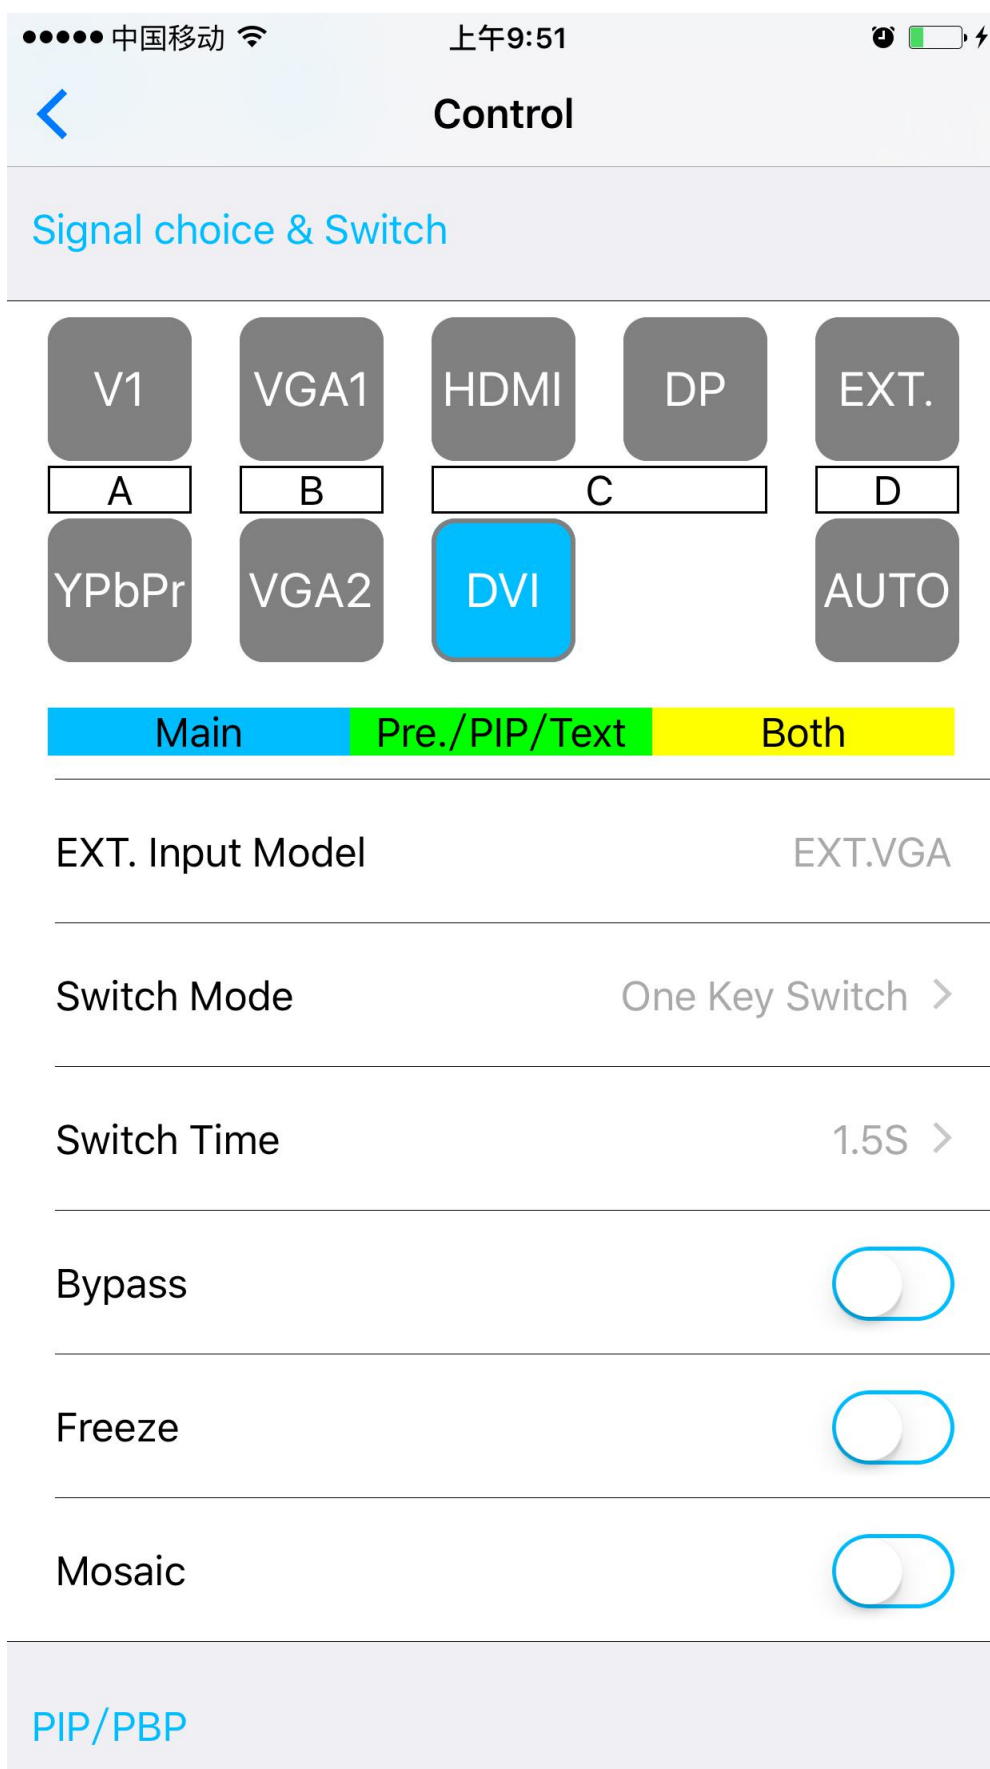 中国移动 上午9:51
Control
Signal choice & Switch
V1 VGA1 HDMI DP EXT.
A B C D
YPbPr VGA2 DVI AUTO
Main Pre./PIP/Text Both
EXT. Input Model EXT.VGA
Switch Mode One Key Switch
Switch Time 1.5S
Bypass
Freeze
Mosaic
PIP/PBP